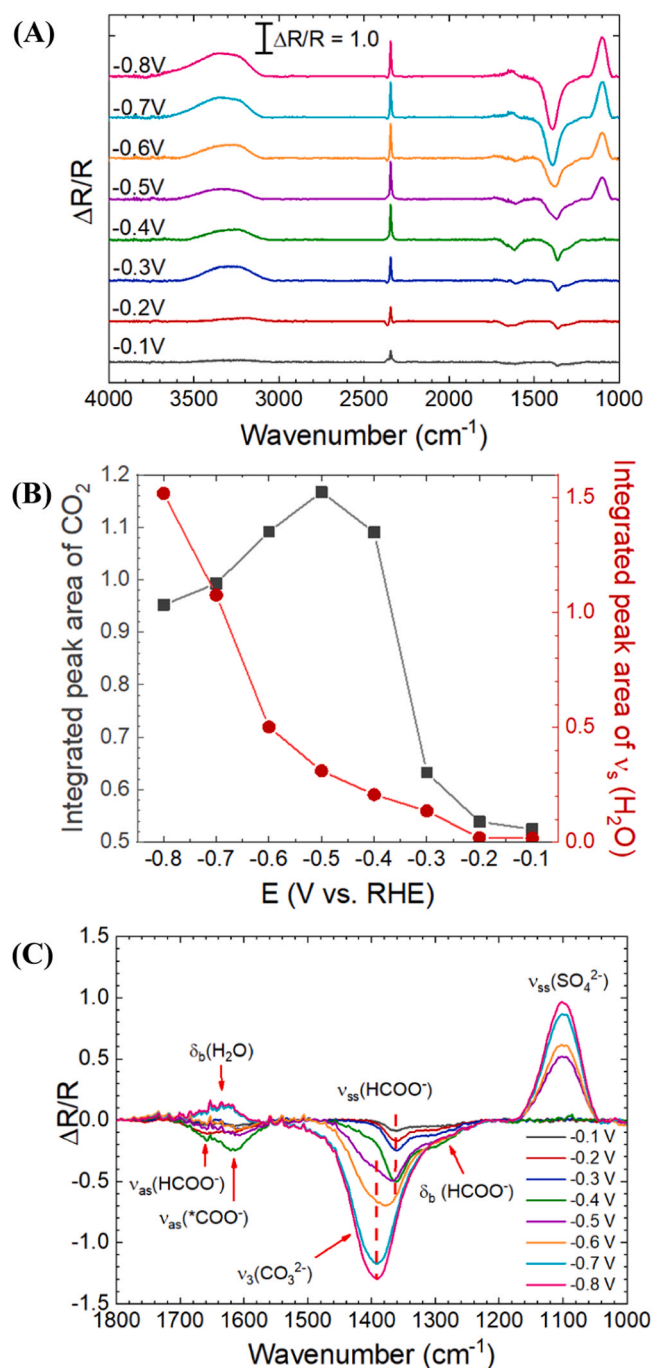 (A)
ΔR/R = 1.0
-0.8V
-0.7V
-0.6V
-0.5V
-0.4V
-0.3V
-0.2V
-0.1V
ΔR/R
4000 3500 3000 2500 2000 1500 1000
Wavenumber (cm⁻¹)
(B)
Integrated peak area of CO₂
1.2
1.1
1.0
0.9
0.8
0.7
0.6
0.5
Integrated peak area of νₛ (H₂O)
1.5
1.0
0.5
0.0
-0.8 -0.7 -0.6 -0.5 -0.4 -0.3 -0.2 -0.1
E (V vs. RHE)
(C)
ΔR/R
1.5
1.0
0.5
0.0
-0.5
-1.0
-1.5
νss(SO₄²⁻)
δb(H₂O)
νss(HCOO⁻)
νas(HCOO⁻)
νas(*COO⁻)
δb (HCOO⁻)
ν₃(CO₃²⁻)
-0.1 V
-0.2 V
-0.3 V
-0.4 V
-0.5 V
-0.6 V
-0.7 V
-0.8 V
1800 1700 1600 1500 1400 1300 1200 1100 1000
Wavenumber (cm⁻¹)